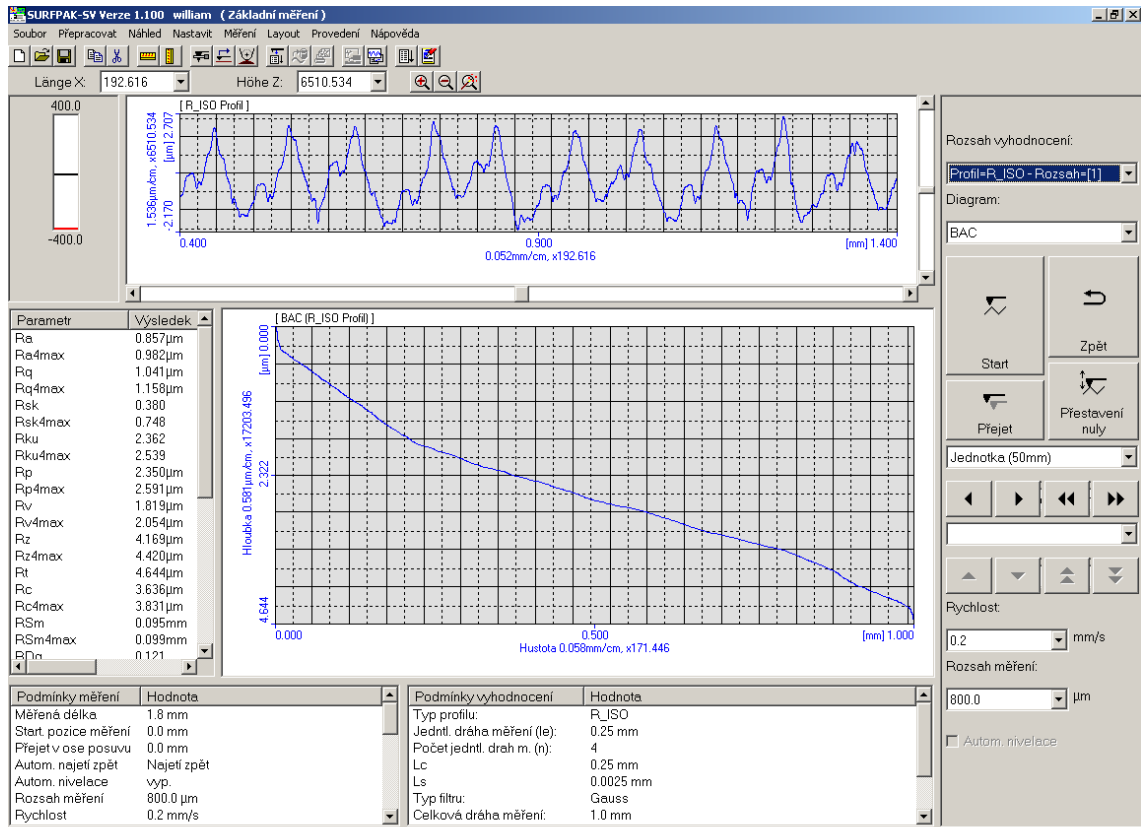 SURFPAK-SV Verze 1.100 william ( Základní měření )
Soubor Přepracovat Náhled Nastavit Měření Layout Provedení Nápověda
Länge X: 192.616 Höhe Z: 6510.534
400.0
-400.0
[ R_ISO Profil ]
1.536µm/cm, x6510.534
-2.170 [µm] 2.707
0.400 0.900 [mm] 1.400
0.052mm/cm, x192.616
Parametr Výsledek
Ra 0.857µm
Ra4max 0.982µm
Rq 1.041µm
Rq4max 1.158µm
Rsk 0.380
Rsk4max 0.748
Rku 2.362
Rku4max 2.539
Rp 2.350µm
Rp4max 2.591µm
Rv 1.819µm
Rv4max 2.054µm
Rz 4.169µm
Rz4max 4.420µm
Rt 4.644µm
Rc 3.636µm
Rc4max 3.831µm
RSm 0.095mm
RSm4max 0.099mm
RDq 0.121
[ BAC (R_ISO Profil) ]
Hloubka 0.581µm/cm, x17203.496
4.644 2.322 [µm] 0.000
0.000 0.500 [mm] 1.000
Hustota 0.058mm/cm, x171.446
Rozsah vyhodnocení:
Profil=R_ISO - Rozsah=[1]
Diagram:
BAC
Start
Zpět
Přejet
Přestavení
nuly
Jednotka (50mm)
Rychlost:
0.2 mm/s
Rozsah měření:
800.0 µm
Autom. nivelace
Podmínky měření Hodnota
Měřená délka 1.8 mm
Start. pozice měření 0.0 mm
Přejet v ose posuvu 0.0 mm
Autom. najetí zpět Najetí zpět
Autom. nivelace vyp.
Rozsah měření 800.0 µm
Rychlost 0.2 mm/s
Podmínky vyhodnocení Hodnota
Typ profilu: R_ISO
Jedntl. dráha měření (le): 0.25 mm
Počet jedntl. drah m. (n): 4
Lc 0.25 mm
Ls 0.0025 mm
Typ filtru: Gauss
Celková dráha měření: 1.0 mm